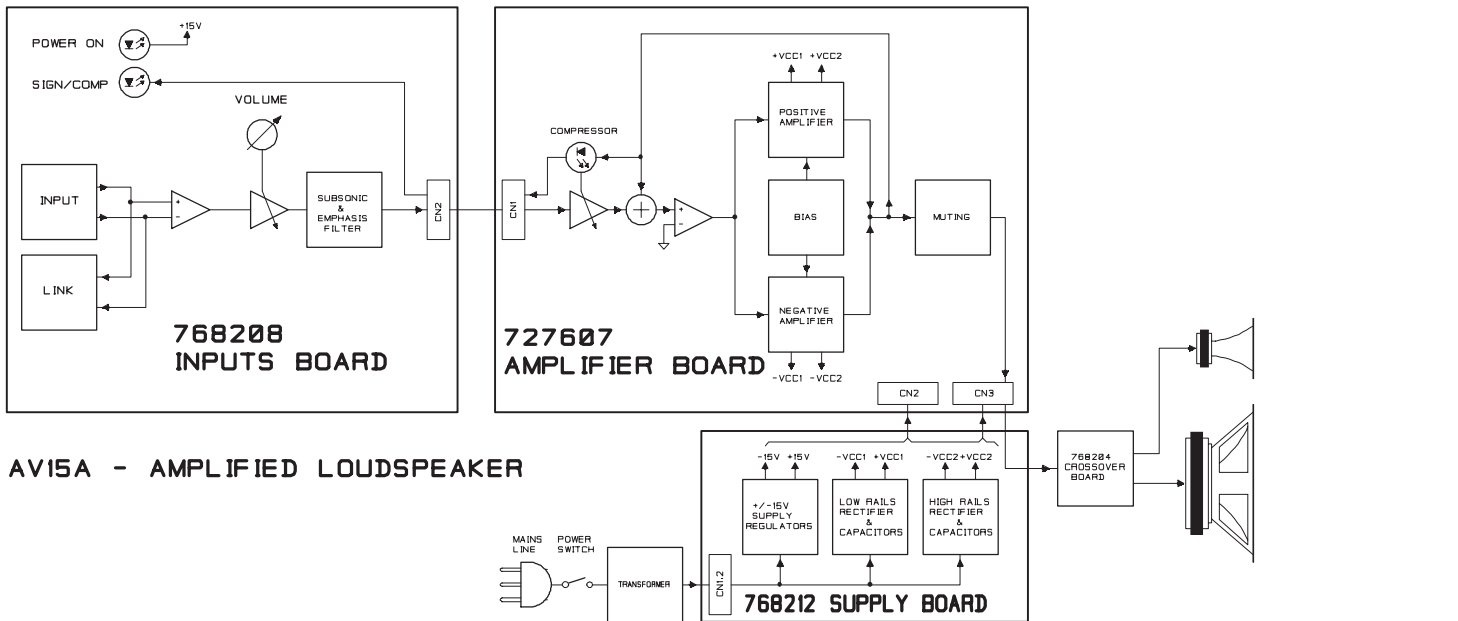 POWER ON
+15V
SIGN/COMP
VOLUME
INPUT
LINK
+
-
SUBSONIC
&
EMPHASIS
FILTER
CN2
768208
INPUTS BOARD
COMPRESSOR
CN1
+
-
+VCC1 +VCC2
POSITIVE
AMPLIFIER
BIAS
NEGATIVE
AMPLIFIER
-VCC1 -VCC2
MUTING
727607
AMPLIFIER BOARD
CN2
CN3
AV15A - AMPLIFIED LOUDSPEAKER
-15V +15V
-VCC1 +VCC1
-VCC2 +VCC2
+/-15V
SUPPLY
REGULATORS
LOW RAILS
RECTIFIER
&
CAPACITORS
HIGH RAILS
RECTIFIER
&
CAPACITORS
768204
CROSSOVER
BOARD
MAINS
LINE
POWER
SWITCH
TRANSFORMER
CN1.2
768212 SUPPLY BOARD